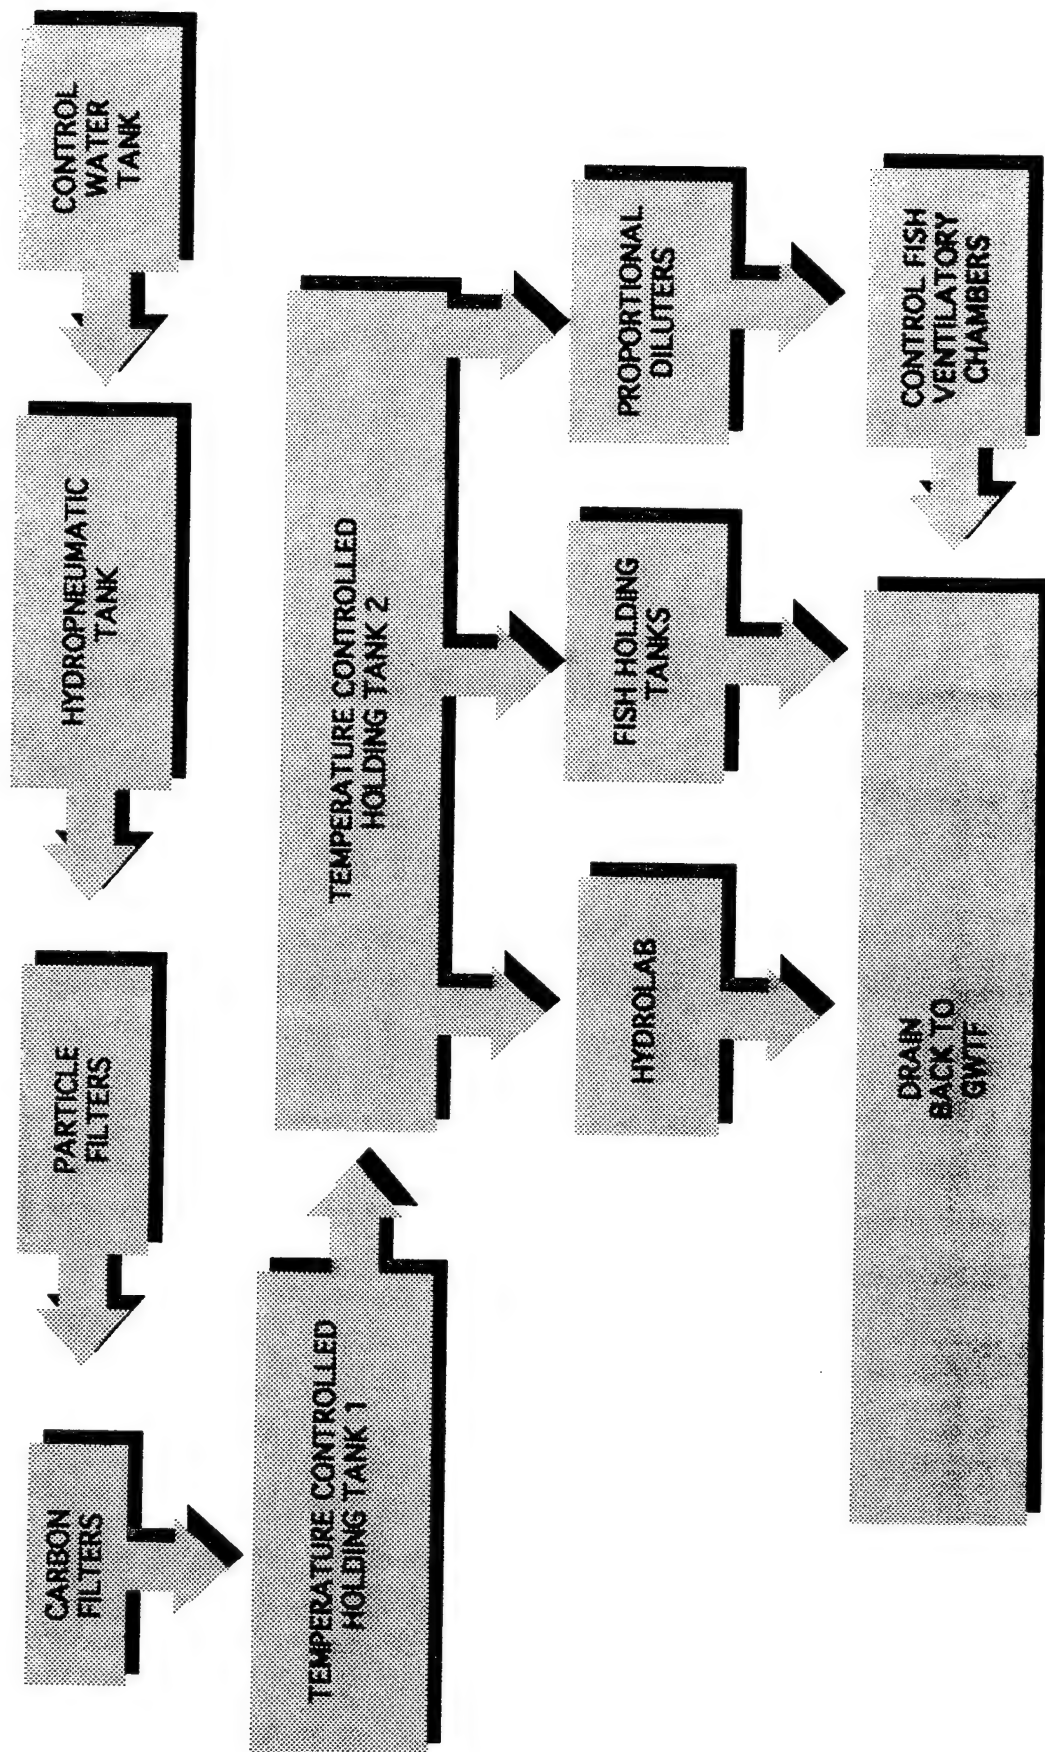 CONTROL
WATER
TANK
HYDROPNEUMATIC
TANK
PARTICLE
FILTERS
CARBON
FILTERS
TEMPERATURE CONTROLLED
HOLDING TANK 1
TEMPERATURE CONTROLLED
HOLDING TANK 2
HYDROLAB
FISH HOLDING
TANKS
PROPORTIONAL
DILUTERS
CONTROL FISH
VENTILATORY
CHAMBERS
DRAIN
BACK TO
GWTF